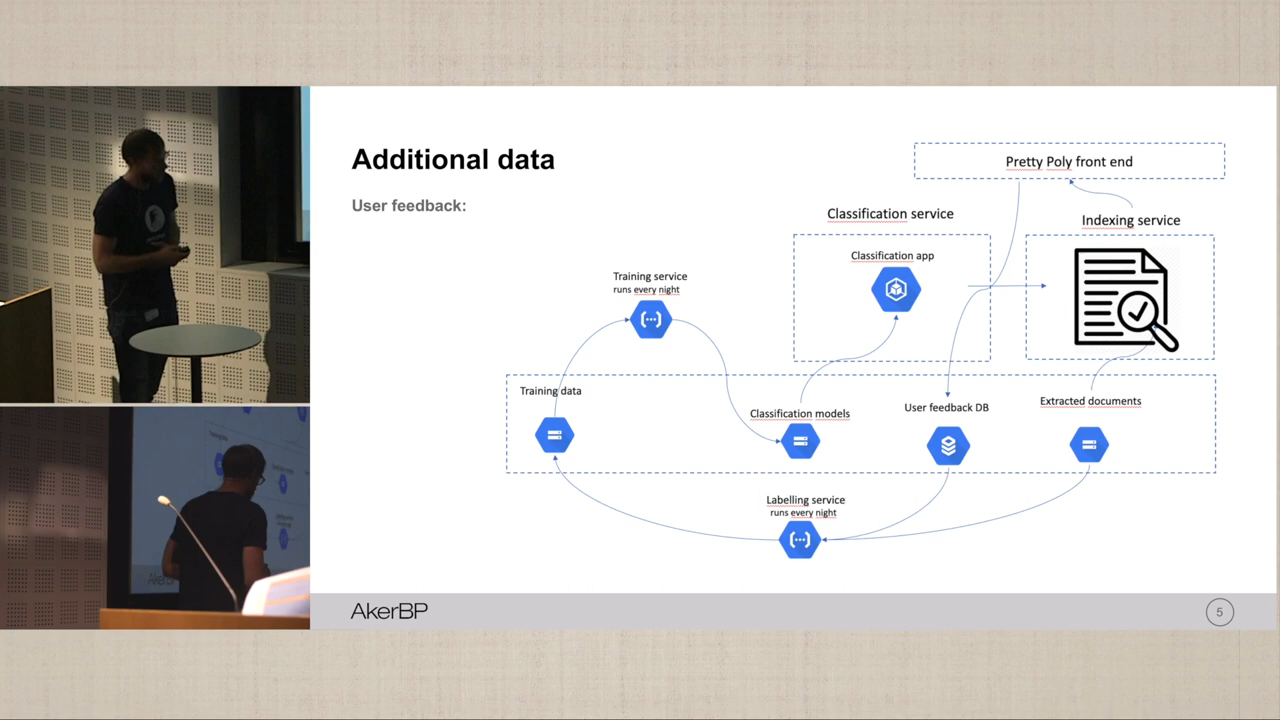 Additional data
User feedback:
Pretty Poly front end
Classification service
Indexing service
Classification app
Training service
runs every night
Training data
Classification models
User feedback DB
Extracted documents
Labelling service
runs every night
AkerBP
5